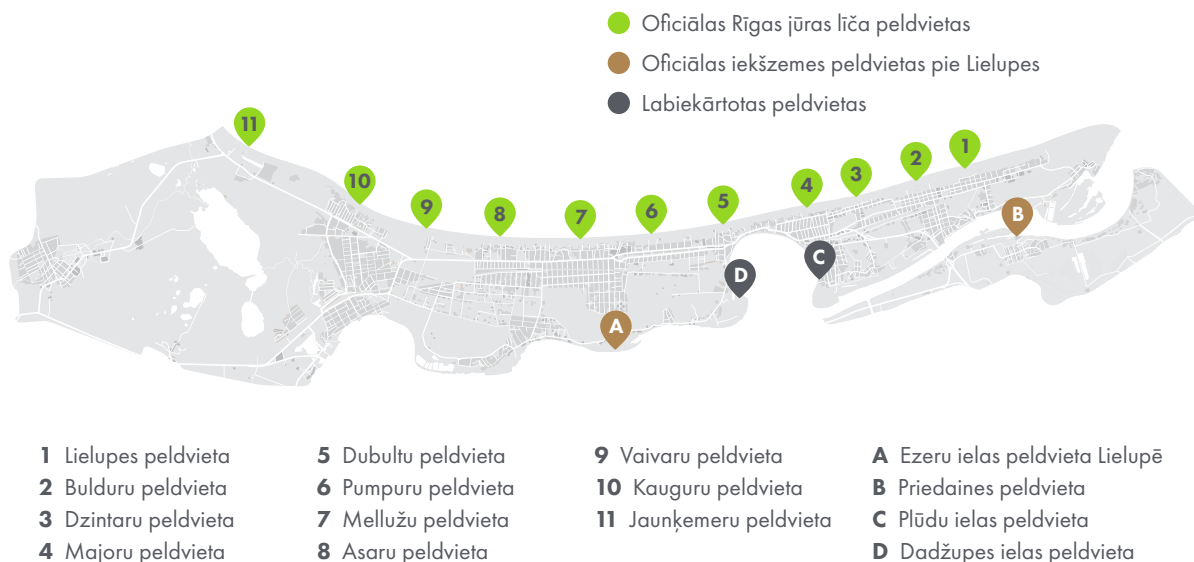 Oficiālas Rīgas jūras līča peldvietas
Oficiālas iekšzemes peldvietas pie Lielupes
Labiekārtotas peldvietas
11
10
9
8
7
6
5
4
3
2
1
A
D
C
B
1 Lielupes peldvieta
2 Bulduru peldvieta
3 Dzintaru peldvieta
4 Majoru peldvieta
5 Dubultu peldvieta
6 Pumpuru peldvieta
7 Mellužu peldvieta
8 Asaru peldvieta
9 Vaivaru peldvieta
10 Kauguru peldvieta
11 Jaunķemeru peldvieta
A Ezeru ielas peldvieta Lielupē
B Priedaines peldvieta
C Plūdu ielas peldvieta
D Dadžupes ielas peldvieta